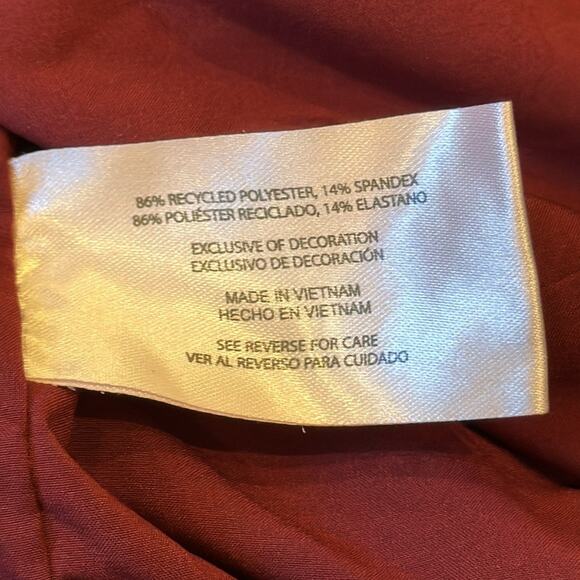 86% RECYCLED POLYESTER, 14% SPANDEX
86% POLIÉSTER RECICLADO, 14% ELASTANO
EXCLUSIVE OF DECORATION
EXCLUSIVO DE DECORACIÓN
MADE IN VIETNAM
HECHO EN VIETNAM
SEE REVERSE FOR CARE
VER AL REVERSO PARA CUIDADO